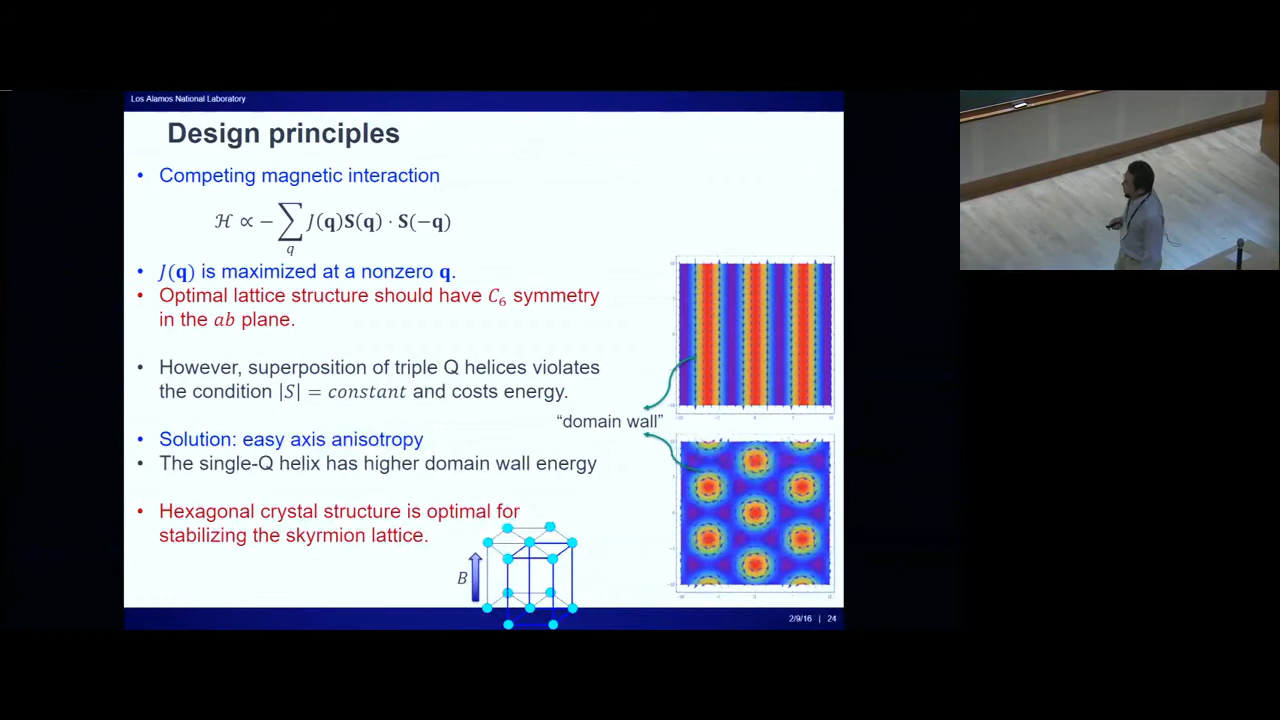 Los Alamos National Laboratory
Design principles
• Competing magnetic interaction
ℋ ∝ − ∑_q J(𝐪)𝐒(𝐪) · 𝐒(−𝐪)
• J(𝐪) is maximized at a nonzero 𝐪.
• Optimal lattice structure should have C₆ symmetry
in the ab plane.
• However, superposition of triple Q helices violates
the condition |S| = constant and costs energy.
"domain wall"
• Solution: easy axis anisotropy
• The single-Q helix has higher domain wall energy
• Hexagonal crystal structure is optimal for
stabilizing the skyrmion lattice.
B
2/9/16 | 24